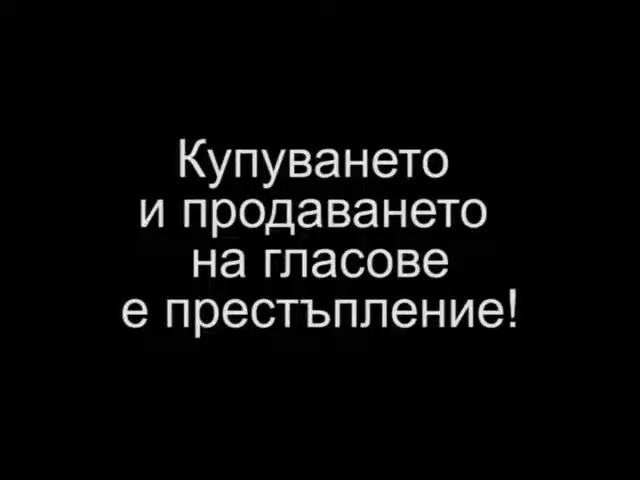 Купуването
и продаването
на гласове
е престъпление!